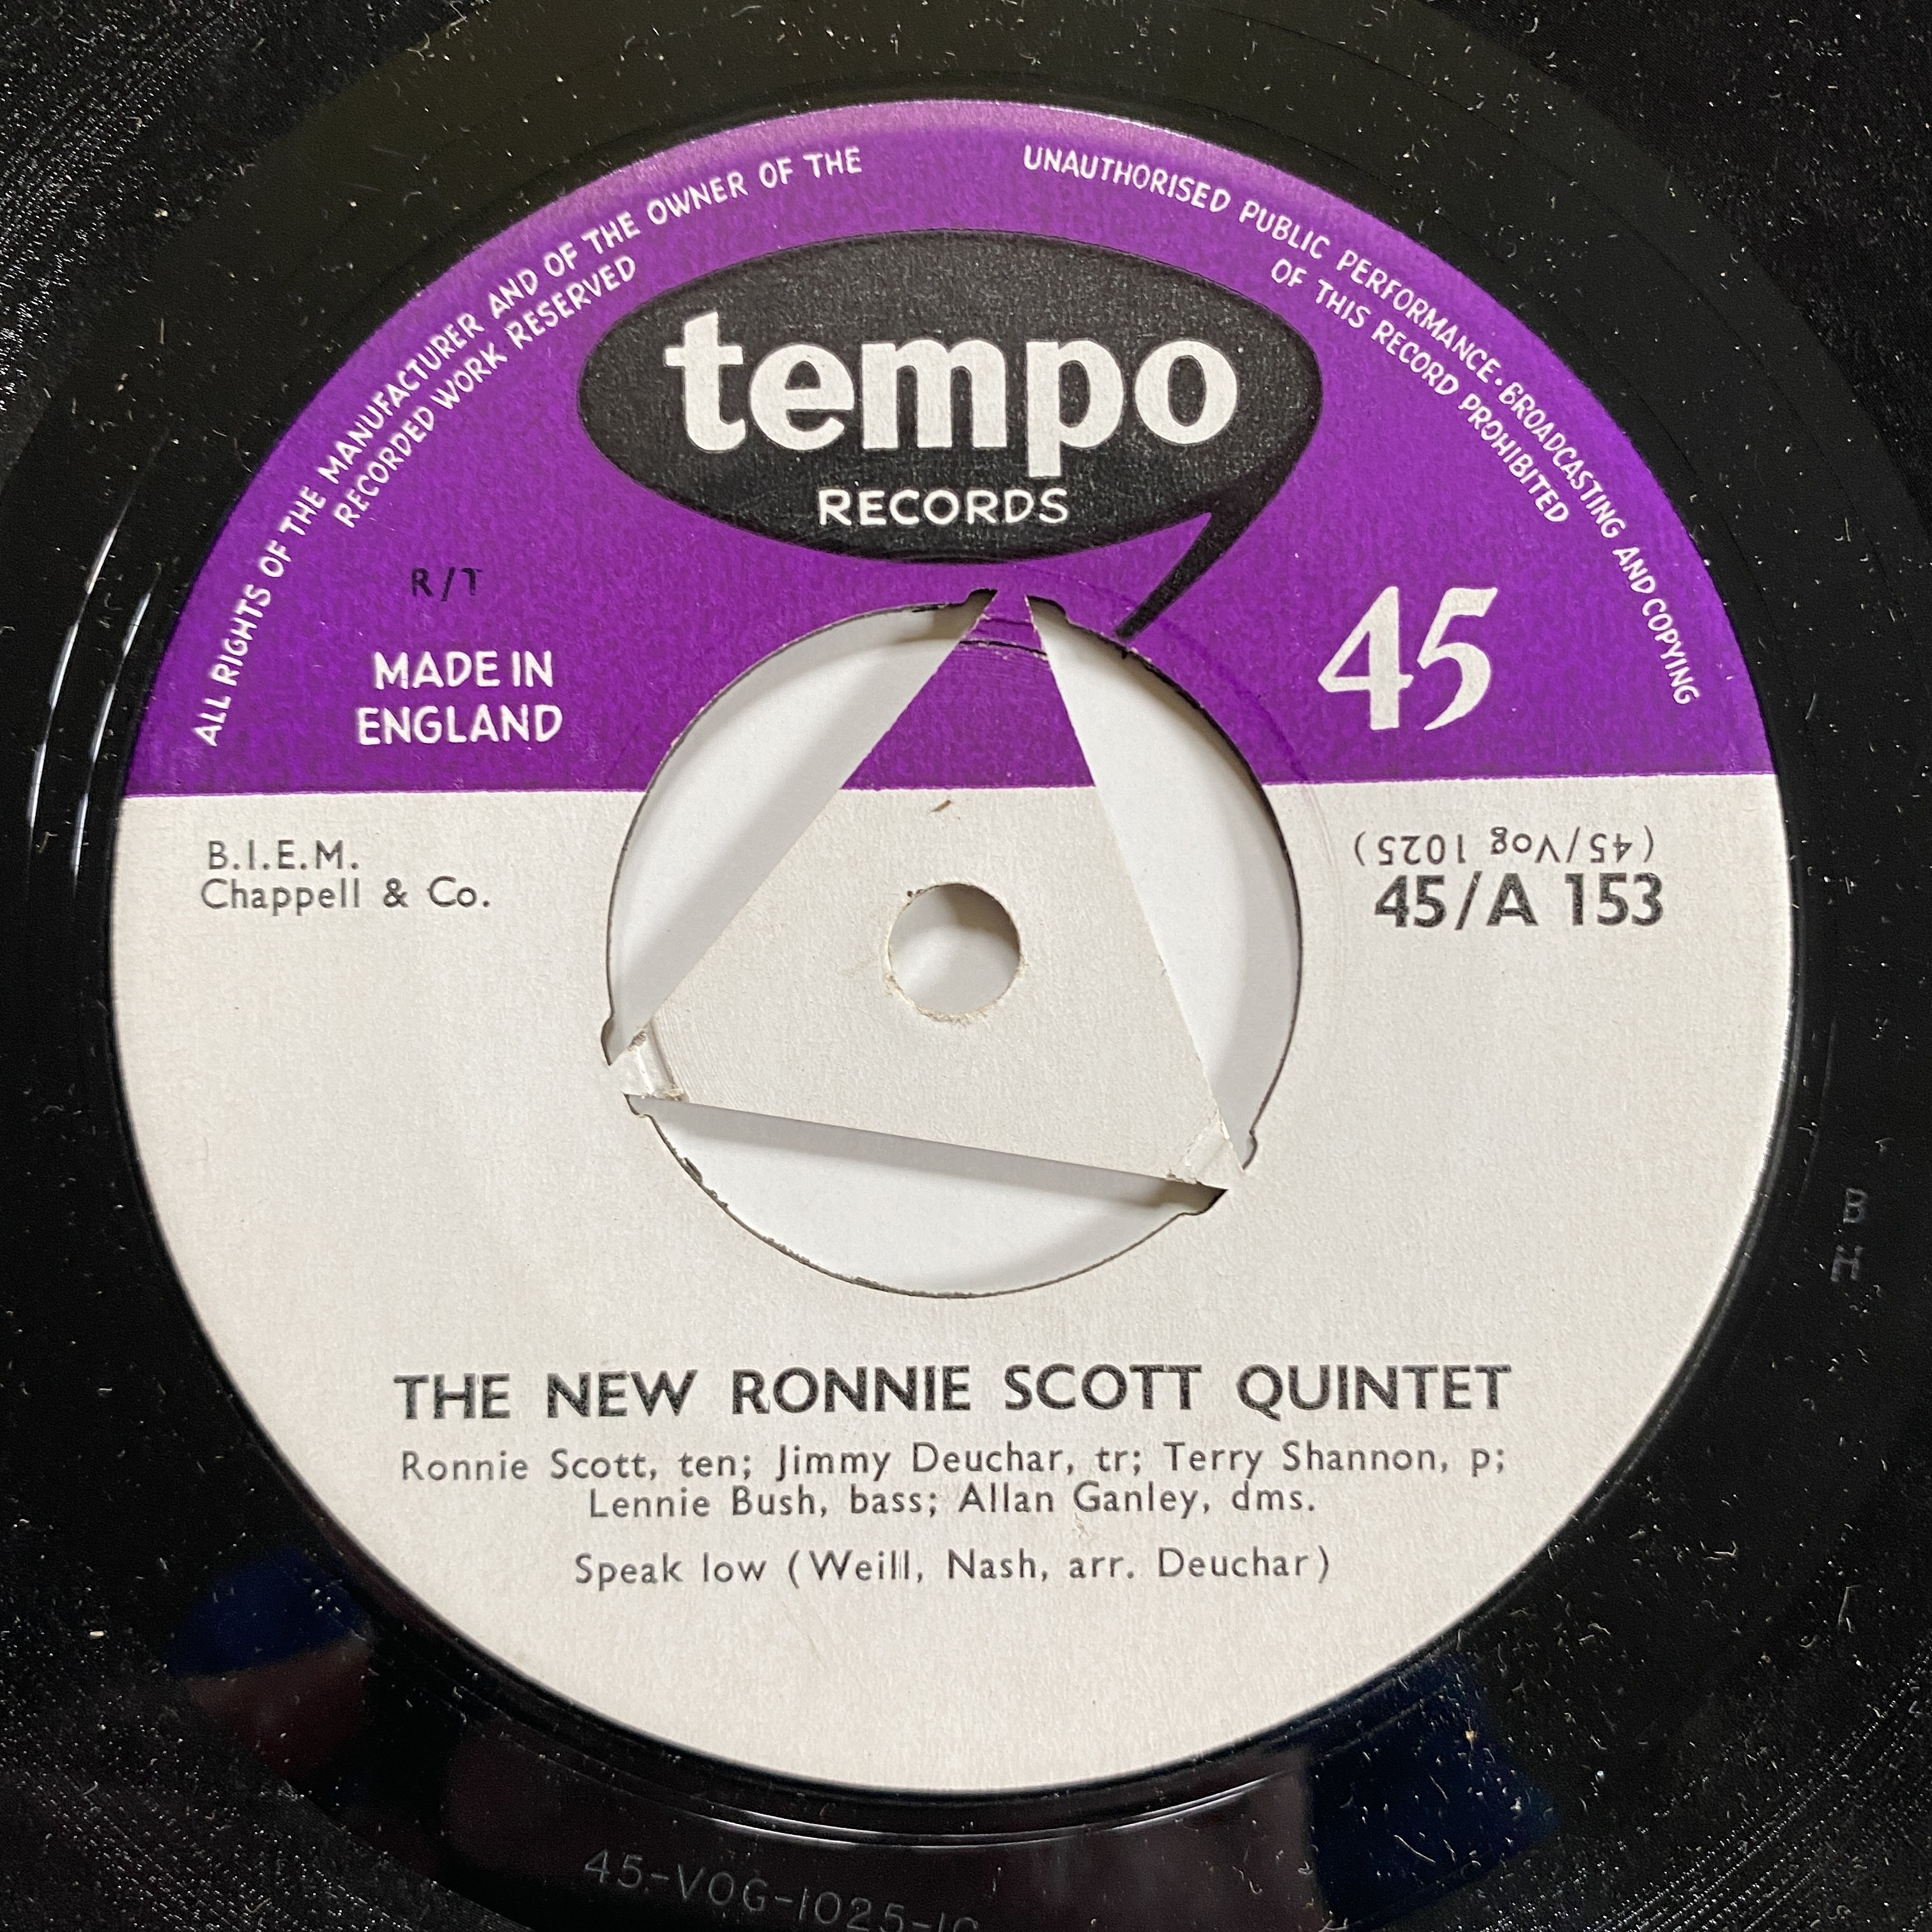 ALL RIGHTS OF THE MANUFACTURER AND OF THE OWNER OF THE
RECORDED WORK RESERVED
UNAUTHORISED PUBLIC PERFORMANCE · BROADCASTING AND COPYING
OF THIS RECORD PROHIBITED
tempo
RECORDS
R/T
MADE IN
ENGLAND
45
B.I.E.M.
Chappell & Co.
(45/Vog 1025)
45/A 153
B
H
THE NEW RONNIE SCOTT QUINTET
Ronnie Scott, ten; Jimmy Deuchar, tr; Terry Shannon, p;
Lennie Bush, bass; Allan Ganley, dms.
Speak low (Weill, Nash, arr. Deuchar)
45-VOG-1025-1C